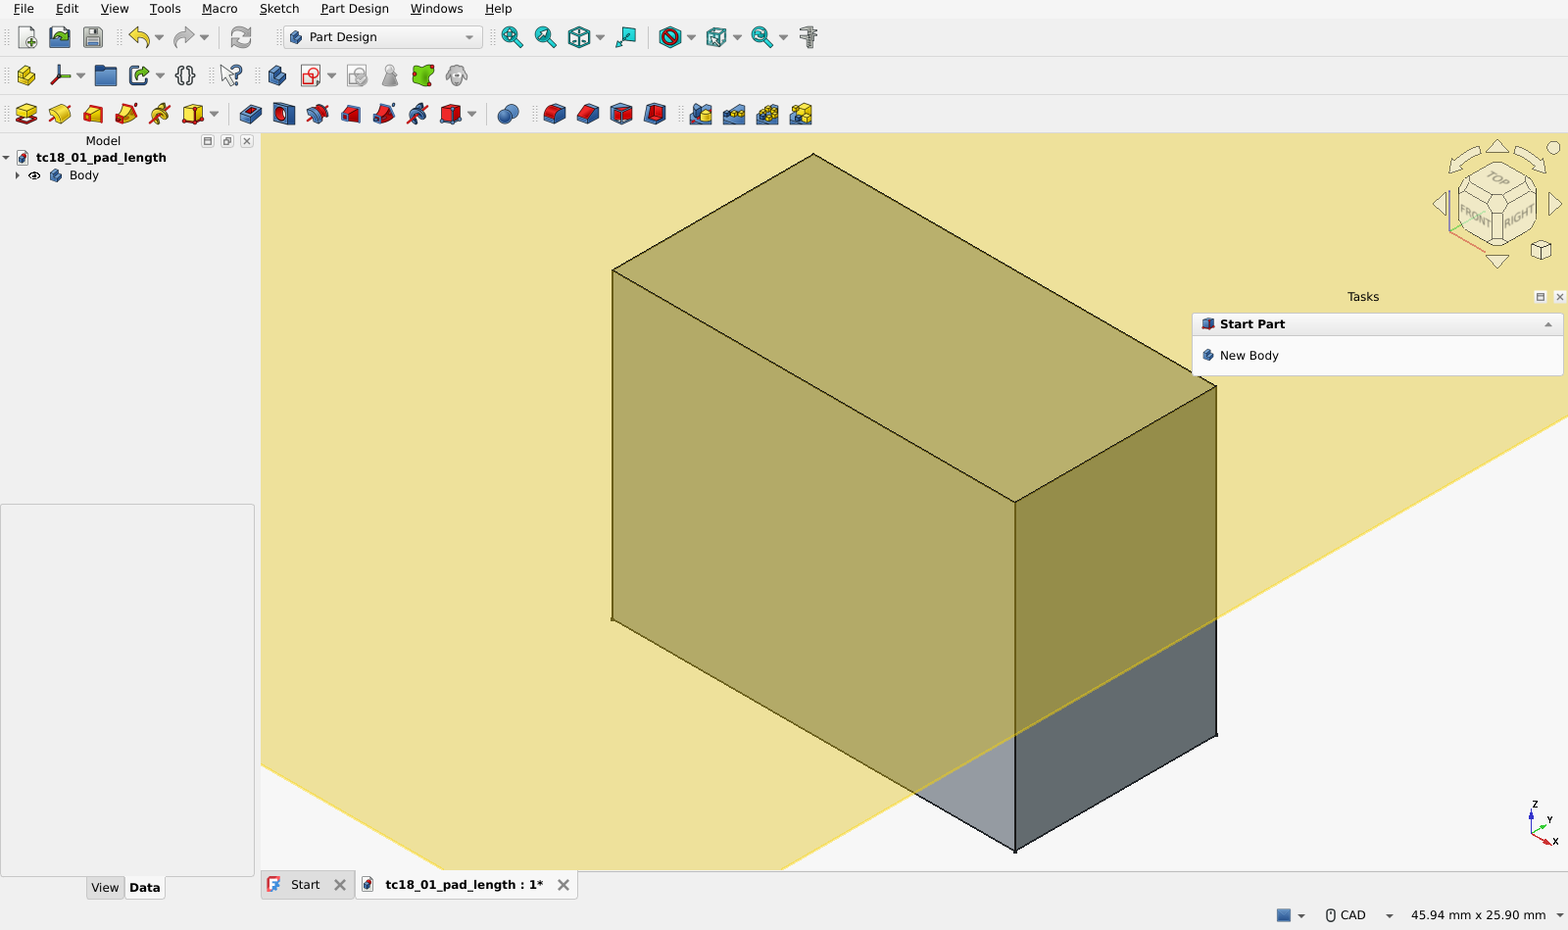 File Edit View Tools Macro Sketch Part Design Windows Help
Part Design
Model
tc18_01_pad_length
Body
TOP
FRONT RIGHT
Tasks
Start Part
New Body
Z
Y
X
View Data
Start
tc18_01_pad_length : 1*
CAD
45.94 mm x 25.90 mm